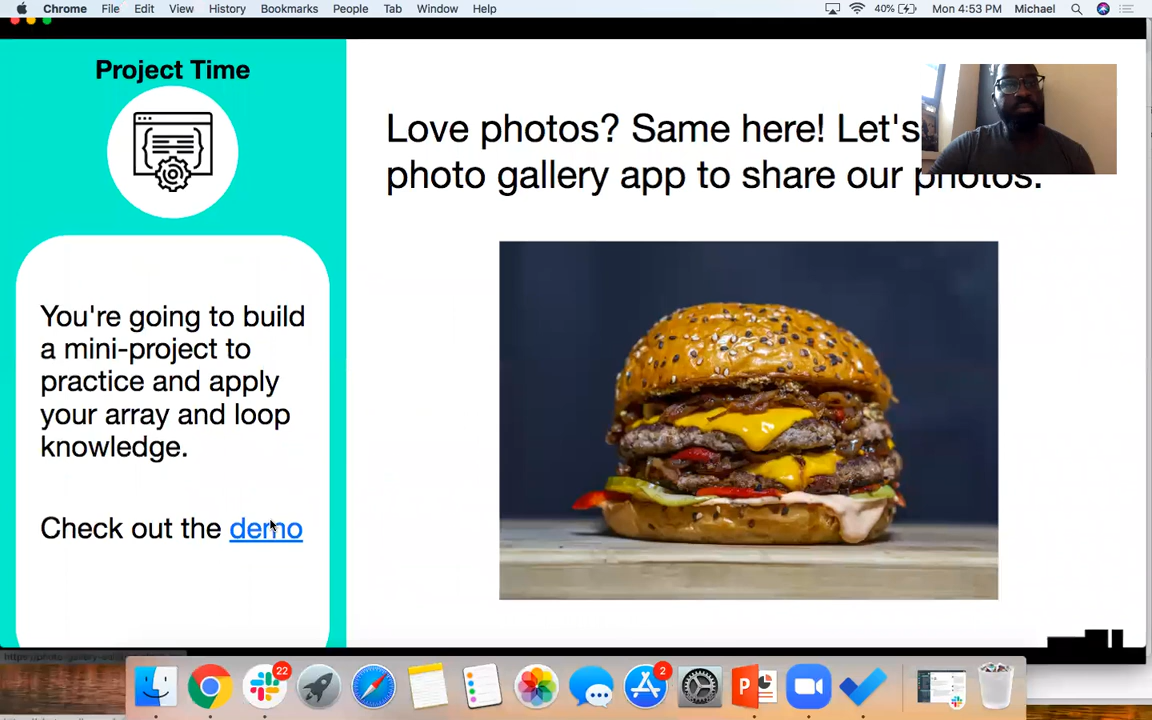 Chrome File Edit View History Bookmarks People Tab Window Help 40% Mon 4:53 PM Michael
Project Time
You're going to build
a mini-project to
practice and apply
your array and loop
knowledge.
Check out the demo
Love photos? Same here! Let's
photo gallery app to share our photos.
22
2